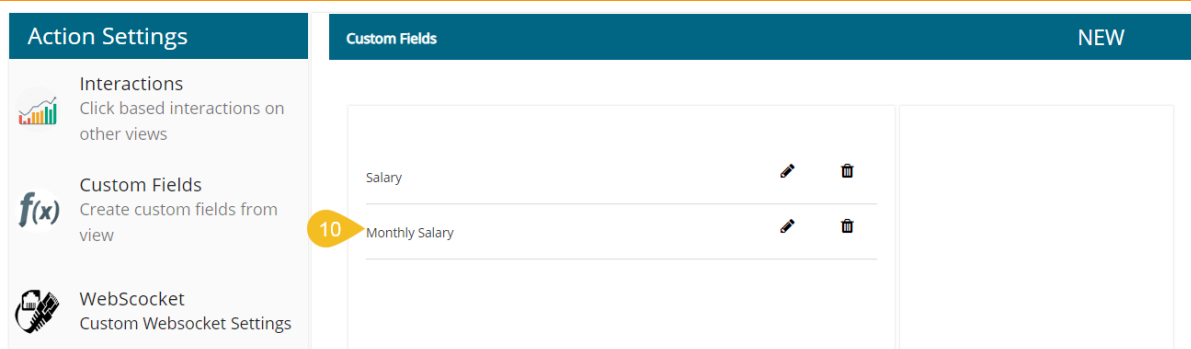 Action Settings
Interactions
Click based interactions on
other views
Custom Fields
f(x)
Create custom fields from
view
WebScocket
Custom Websocket Settings
Custom Fields
NEW
Salary
10
Monthly Salary